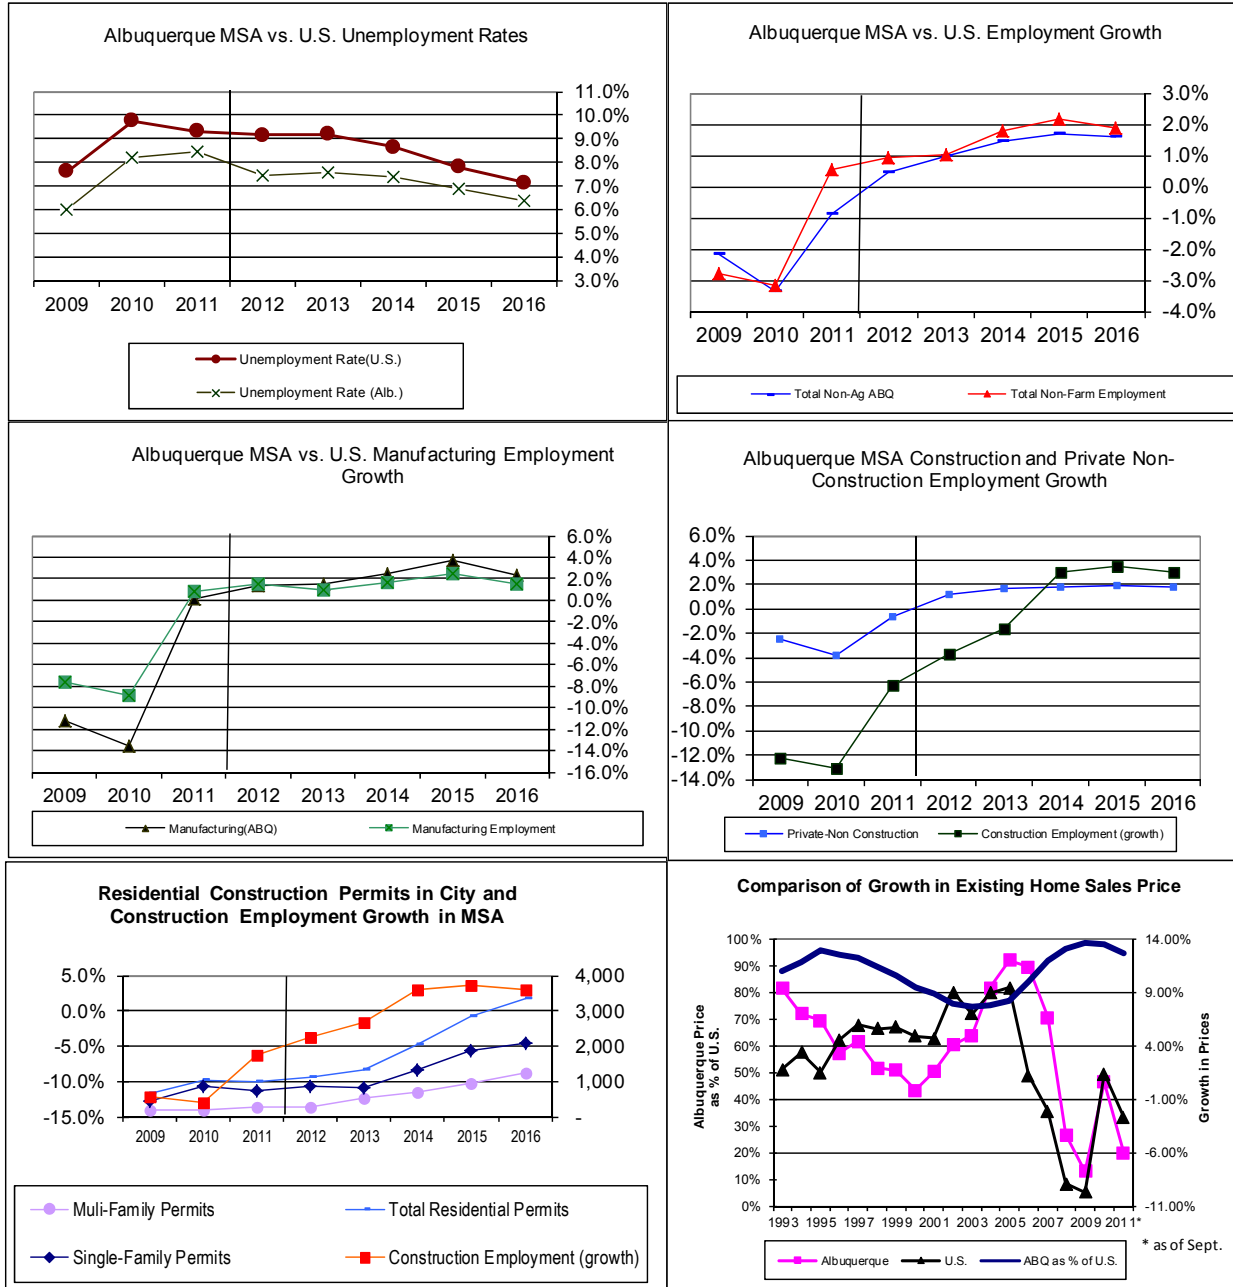 Albuquerque MSA vs. U.S. Unemployment Rates
11.0%
10.0%
9.0%
8.0%
7.0%
6.0%
5.0%
4.0%
3.0%
2009 2010 2011 2012 2013 2014 2015 2016
Unemployment Rate(U.S.)
Unemployment Rate (Alb.)
Albuquerque MSA vs. U.S. Employment Growth
3.0%
2.0%
1.0%
0.0%
-1.0%
-2.0%
-3.0%
-4.0%
2009 2010 2011 2012 2013 2014 2015 2016
Total Non-Ag ABQ Total Non-Farm Employment
Albuquerque MSA vs. U.S. Manufacturing Employment
Growth
6.0%
4.0%
2.0%
0.0%
-2.0%
-4.0%
-6.0%
-8.0%
-10.0%
-12.0%
-14.0%
-16.0%
2009 2010 2011 2012 2013 2014 2015 2016
Manufacturing(ABQ) Manufacturing Employment
Albuquerque MSA Construction and Private Non-
Construction Employment Growth
6.0%
4.0%
2.0%
0.0%
-2.0%
-4.0%
-6.0%
-8.0%
-10.0%
-12.0%
-14.0%
2009 2010 2011 2012 2013 2014 2015 2016
Private-Non Construction Construction Employment (growth)
Residential Construction Permits in City and
Construction Employment Growth in MSA
5.0% 4,000
0.0% 3,000
-5.0% 2,000
-10.0% 1,000
-15.0% -
2009 2010 2011 2012 2013 2014 2015 2016
Muli-Family Permits Total Residential Permits
Single-Family Permits Construction Employment (growth)
Comparison of Growth in Existing Home Sales Price
Albuquerque Price
as % of U.S.
100%
90%
80%
70%
60%
50%
40%
30%
20%
10%
0%
14.00%
9.00%
4.00%
-1.00%
-6.00%
-11.00%
Growth in Prices
1993 1995 1997 1999 2001 2003 2005 2007 2009 2011*
* as of Sept.
Albuquerque U.S. ABQ as % of U.S.